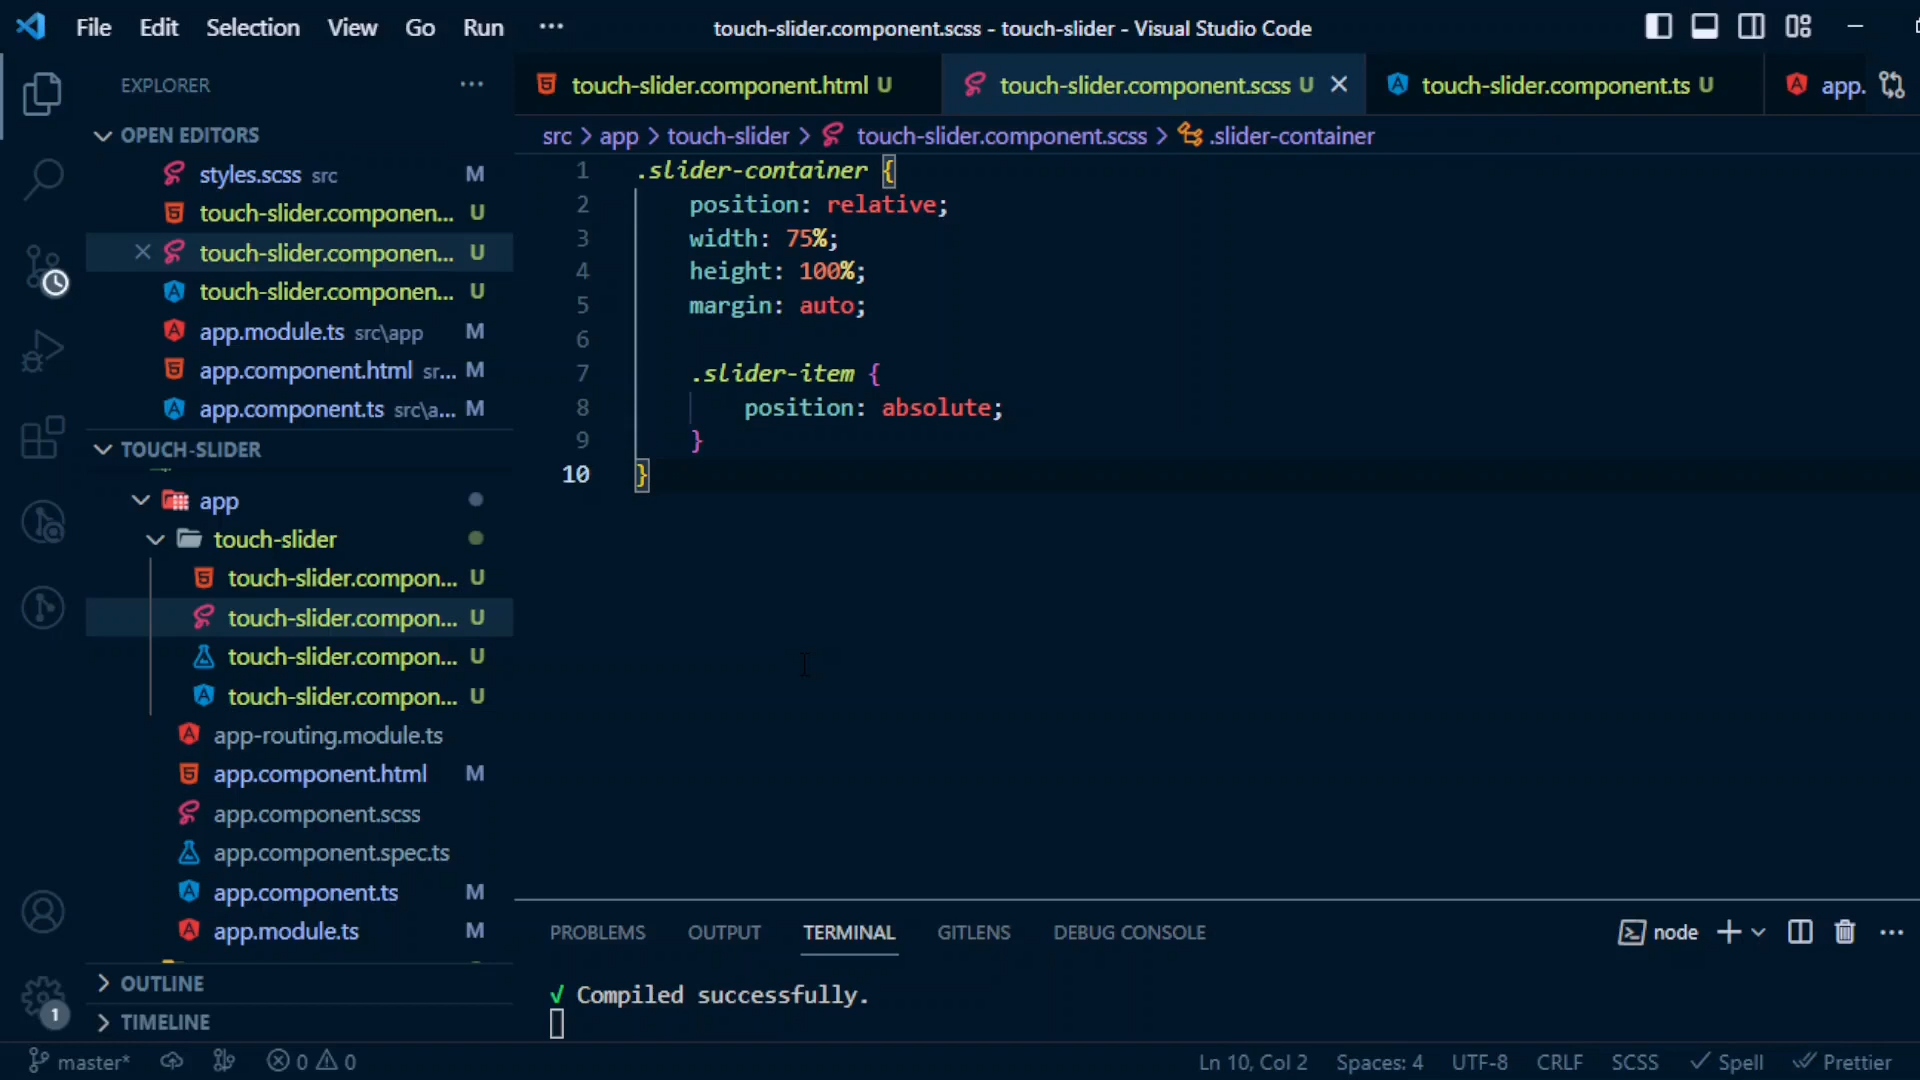 File Edit Selection View Go Run ···
touch-slider.component.scss - touch-slider - Visual Studio Code
EXPLORER ···
OPEN EDITORS
styles.scss src M
touch-slider.componen... U
touch-slider.componen... U
touch-slider.componen... U
app.module.ts src\app M
app.component.html sr... M
app.component.ts src\a... M
TOUCH-SLIDER
app
touch-slider
touch-slider.compon... U
touch-slider.compon... U
touch-slider.compon... U
touch-slider.compon... U
app-routing.module.ts
app.component.html M
app.component.scss
app.component.spec.ts
app.component.ts M
app.module.ts M
OUTLINE
TIMELINE
touch-slider.component.html U touch-slider.component.scss U touch-slider.component.ts U app.
src > app > touch-slider > touch-slider.component.scss > .slider-container
1 .slider-container {
2 position: relative;
3 width: 75%;
4 height: 100%;
5 margin: auto;
6
7 .slider-item {
8 position: absolute;
9 }
10 }
PROBLEMS OUTPUT TERMINAL GITLENS DEBUG CONSOLE node
√ Compiled successfully.
1
master* 0 0 Ln 10, Col 2 Spaces: 4 UTF-8 CRLF SCSS Spell Prettier